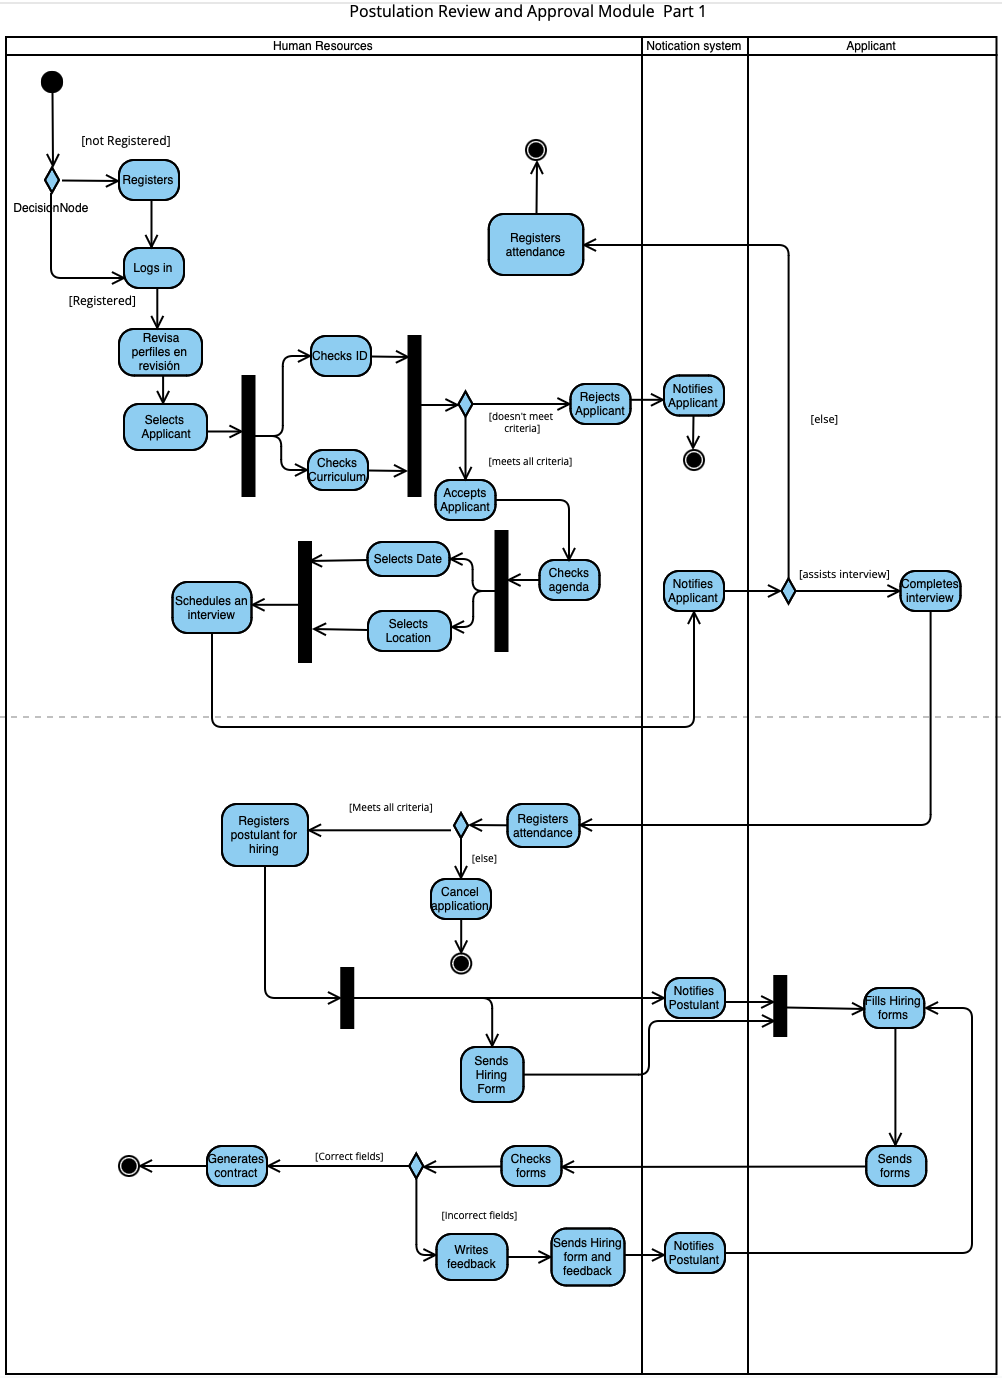 Postulation Review and Approval Module  Part 1
Human Resources
Notication system
Applicant
[not Registered]
Registers
DecisionNode
Logs in
[Registered]
Revisa
perfiles en
revisión
Selects
Applicant
Checks ID
Checks
Curriculum
Registers
attendance
[doesn't meet
criteria]
Rejects
Applicant
Notifies
Applicant
[else]
[meets all criteria]
Accepts
Applicant
Checks
agenda
Selects Date
Selects
Location
Schedules an
interview
Notifies
Applicant
[assists interview]
Completes
interview
Registers
attendance
[Meets all criteria]
Registers
postulant for
hiring
[else]
Cancel
application
Notifies
Postulant
Fills Hiring
forms
Sends
Hiring
Form
Sends
forms
Checks
forms
[Correct fields]
Generates
contract
[Incorrect fields]
Writes
feedback
Sends Hiring
form and
feedback
Notifies
Postulant